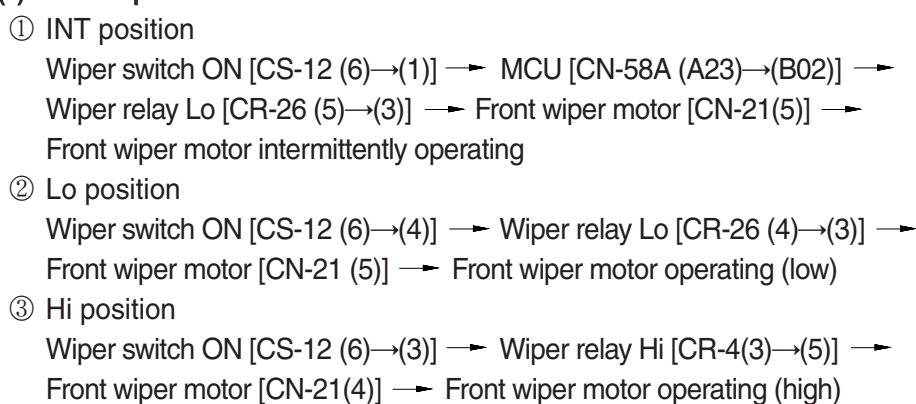 ① INT position
Wiper switch ON [CS-12 (6)→(1)] → MCU [CN-58A (A23)→(B02)] →
Wiper relay Lo [CR-26 (5)→(3)] → Front wiper motor [CN-21(5)] →
Front wiper motor intermittently operating
② Lo position
Wiper switch ON [CS-12 (6)→(4)] → Wiper relay Lo [CR-26 (4)→(3)] →
Front wiper motor [CN-21 (5)] → Front wiper motor operating (low)
③ Hi position
Wiper switch ON [CS-12 (6)→(3)] → Wiper relay Hi [CR-4(3)→(5)] →
Front wiper motor [CN-21(4)] → Front wiper motor operating (high)